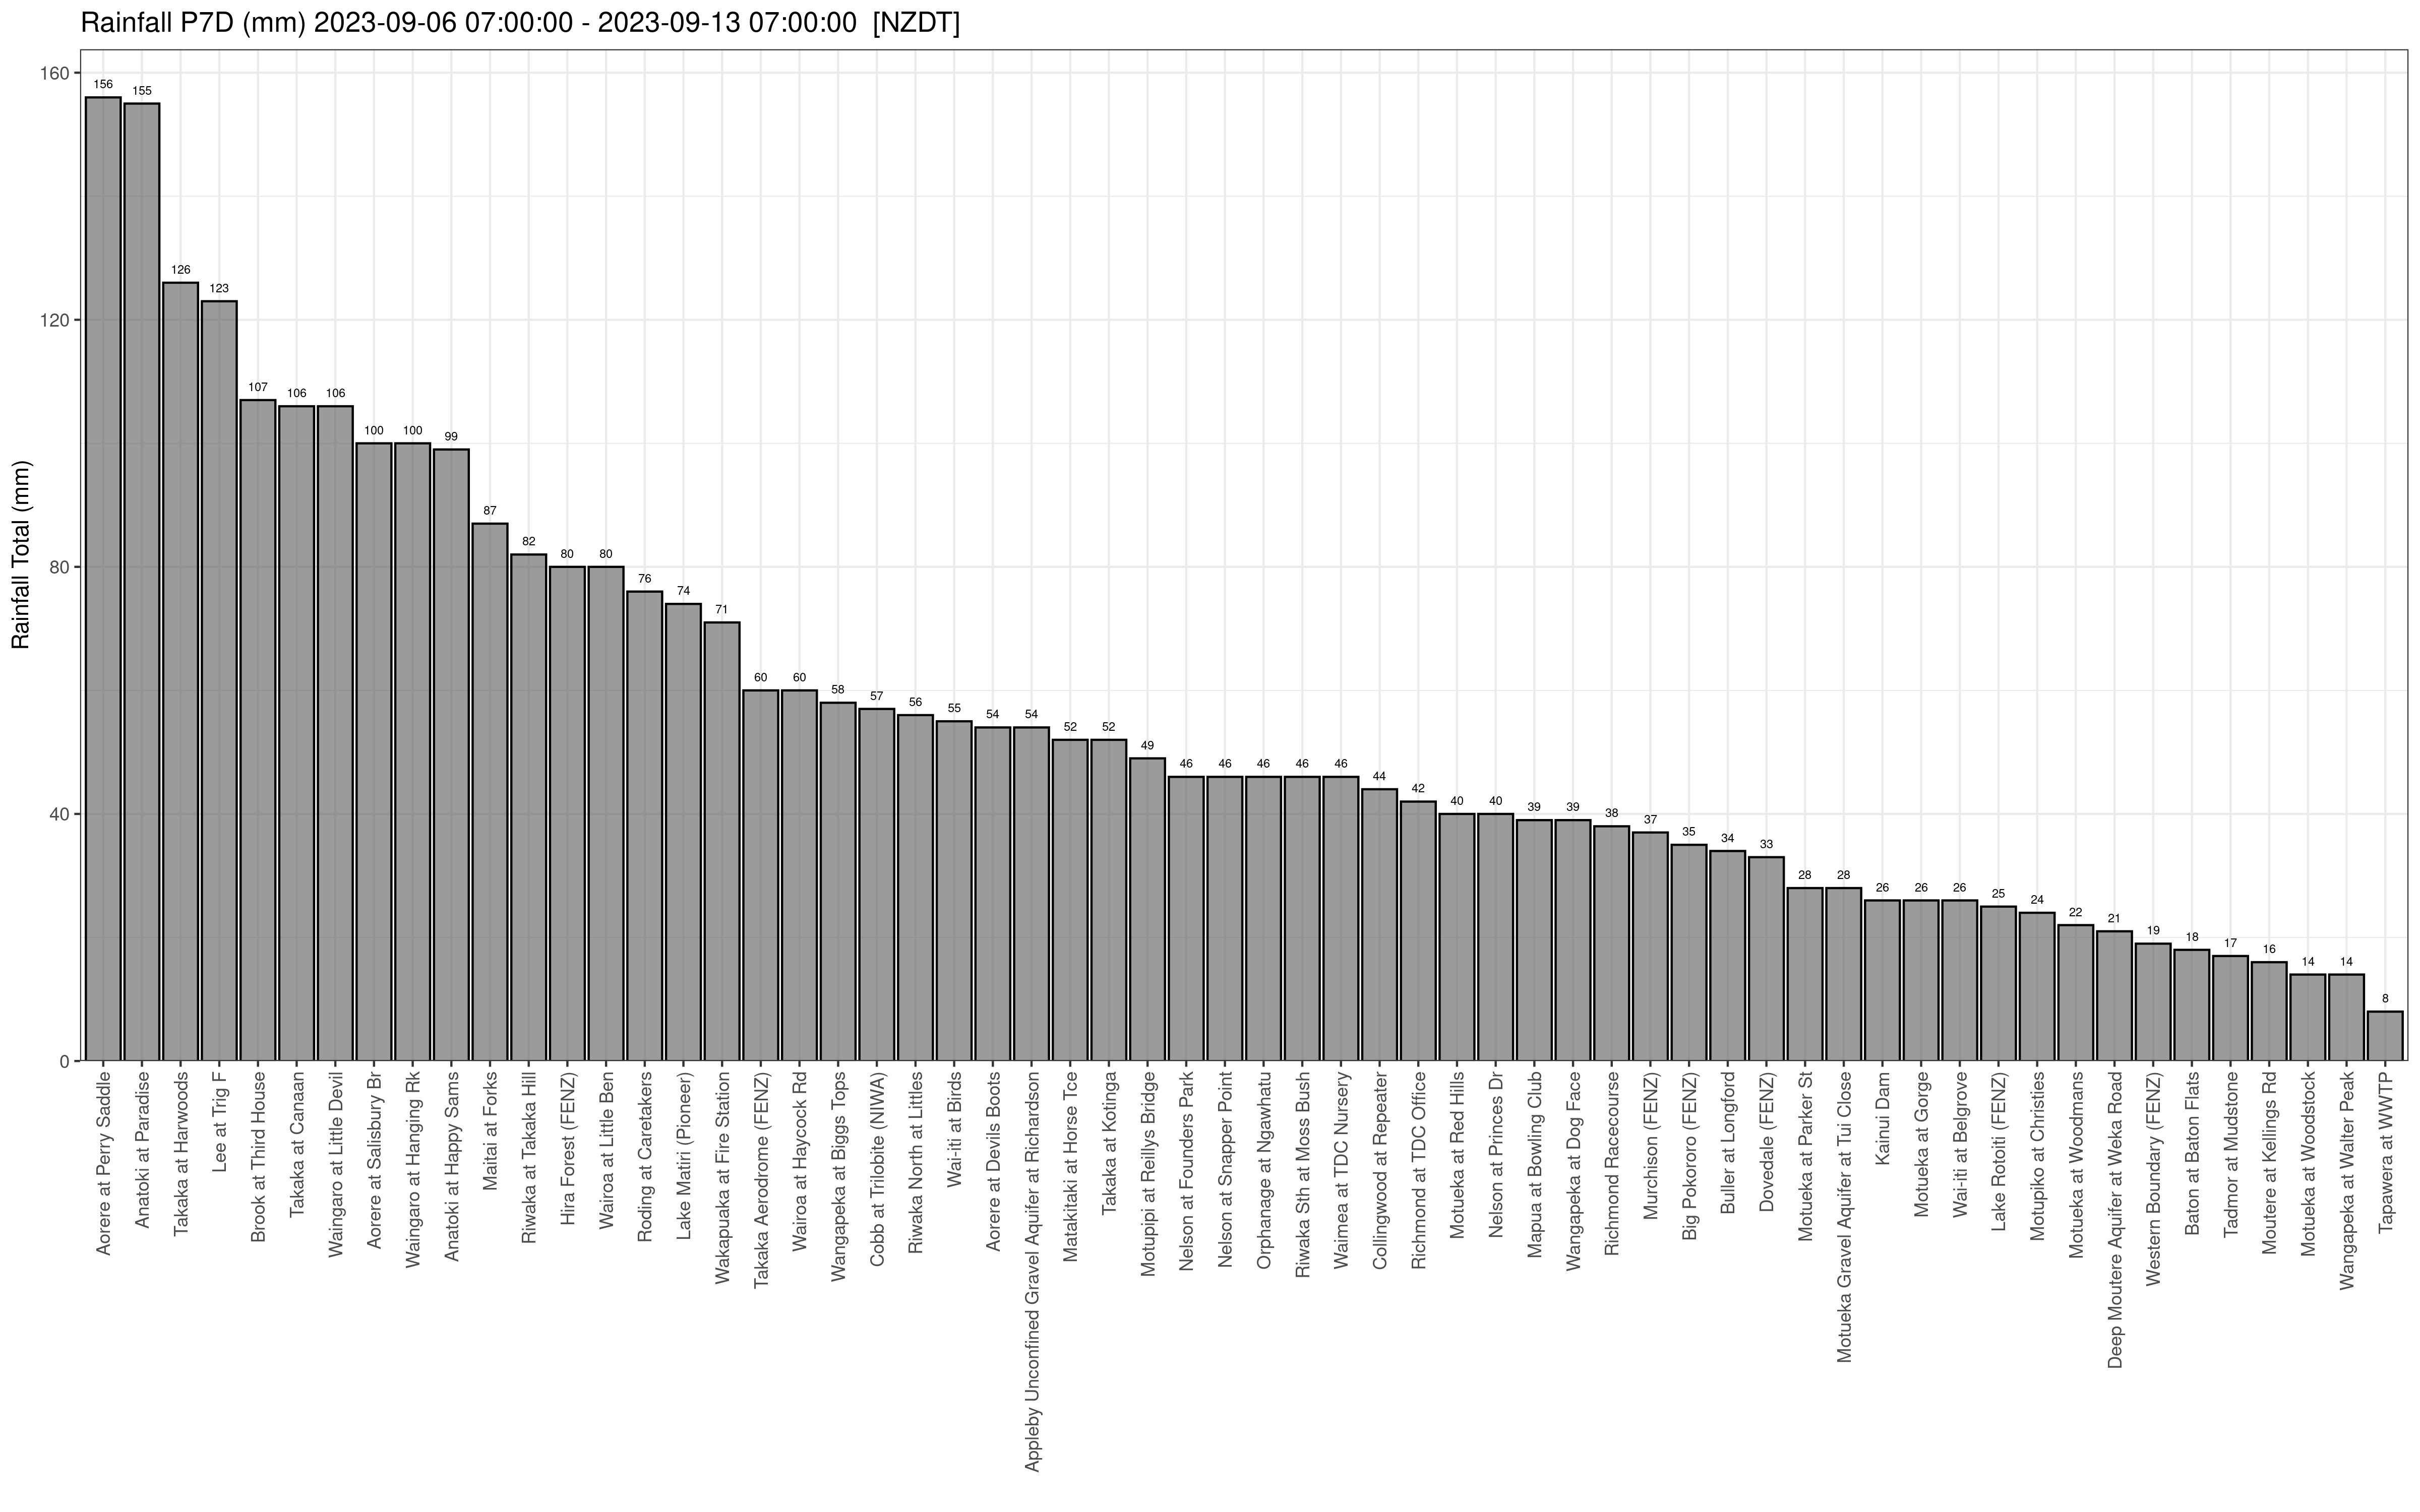 Rainfall P7D (mm) 2023-09-06 07:00:00 - 2023-09-13 07:00:00 [NZDT]
Rainfall Total (mm)
160
120
80
40
0
156
155
126
123
107
106
106
100
100
99
87
82
80
80
76
74
71
60
60
58
57
56
55
54
54
52
52
49
46
46
46
46
46
44
42
40
40
39
39
38
37
35
34
33
28
28
26
26
26
25
24
22
21
19
18
17
16
14
14
8
Aorere at Perry Saddle
Anatoki at Paradise
Takaka at Harwoods
Lee at Trig F
Brook at Third House
Takaka at Canaan
Waingaro at Little Devil
Aorere at Salisbury Br
Waingaro at Hanging Rk
Anatoki at Happy Sams
Maitai at Forks
Riwaka at Takaka Hill
Hira Forest (FENZ)
Wairoa at Little Ben
Roding at Caretakers
Lake Matiri (Pioneer)
Wakapuaka at Fire Station
Takaka Aerodrome (FENZ)
Wairoa at Haycock Rd
Wangapeka at Biggs Tops
Cobb at Trilobite (NIWA)
Riwaka North at Littles
Wai-iti at Birds
Aorere at Devils Boots
Appleby Unconfined Gravel Aquifer at Richardson
Matakitaki at Horse Tce
Takaka at Kotinga
Motupipi at Reillys Bridge
Nelson at Founders Park
Nelson at Snapper Point
Orphanage at Ngawhatu
Riwaka Sth at Moss Bush
Waimea at TDC Nursery
Collingwood at Repeater
Richmond at TDC Office
Motueka at Red Hills
Nelson at Princes Dr
Mapua at Bowling Club
Wangapeka at Dog Face
Richmond Racecourse
Murchison (FENZ)
Big Pokororo (FENZ)
Buller at Longford
Dovedale (FENZ)
Motueka at Parker St
Motueka Gravel Aquifer at Tui Close
Kainui Dam
Motueka at Gorge
Wai-iti at Belgrove
Lake Rotoiti (FENZ)
Motupiko at Christies
Motueka at Woodmans
Deep Moutere Aquifer at Weka Road
Western Boundary (FENZ)
Baton at Baton Flats
Tadmor at Mudstone
Moutere at Kellings Rd
Motueka at Woodstock
Wangapeka at Walter Peak
Tapawera at WWTP